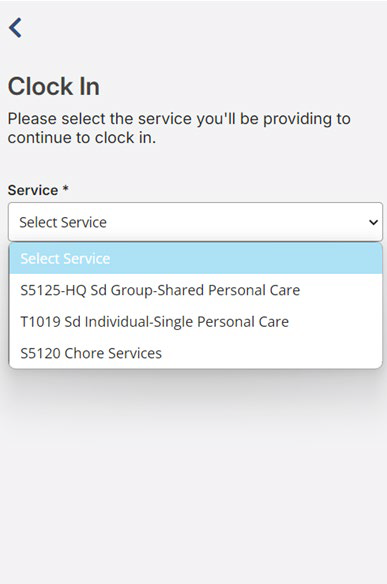 Clock In
Please select the service you'll be providing to
continue to clock in.
Service *
Select Service
Select Service
S5125-HQ Sd Group-Shared Personal Care
T1019 Sd Individual-Single Personal Care
S5120 Chore Services